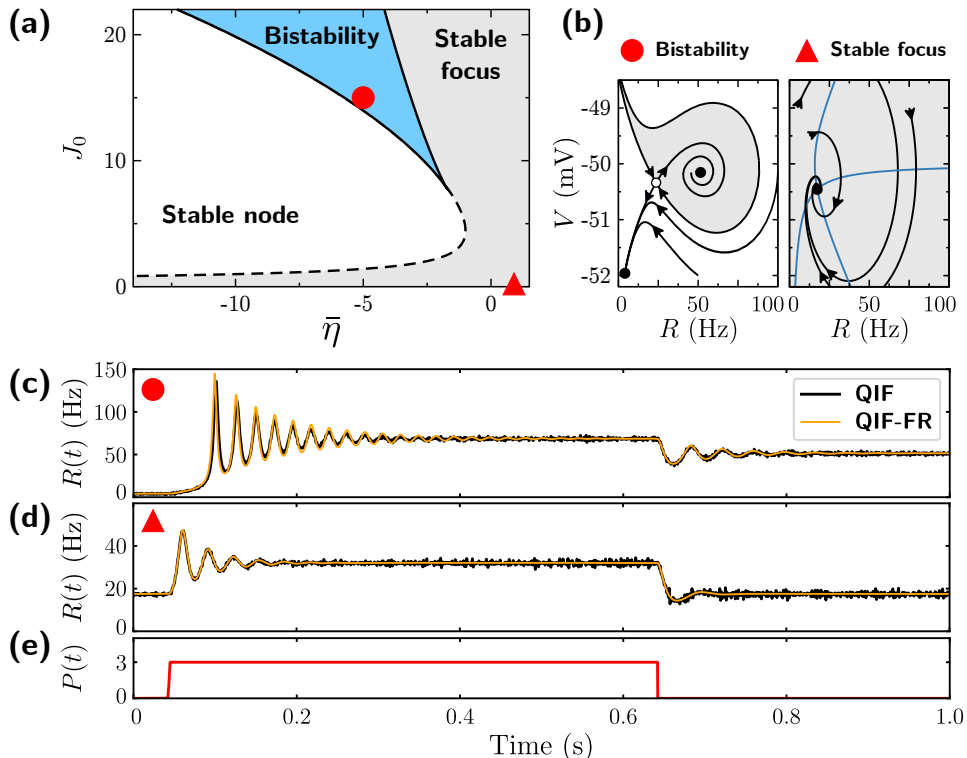 (a)
20
10
0
J₀
Bistability
Stable
focus
Stable node
-10
-5
0
η̄
(b)
Bistability
Stable focus
-49
-50
-51
-52
V (mV)
0
50
100
R (Hz)
0
50
100
R (Hz)
(c)
150
100
50
0
R(t) (Hz)
QIF
QIF-FR
(d)
40
20
0
R(t) (Hz)
(e)
3
0
P(t)
0
0.2
0.4
0.6
0.8
1.0
Time (s)